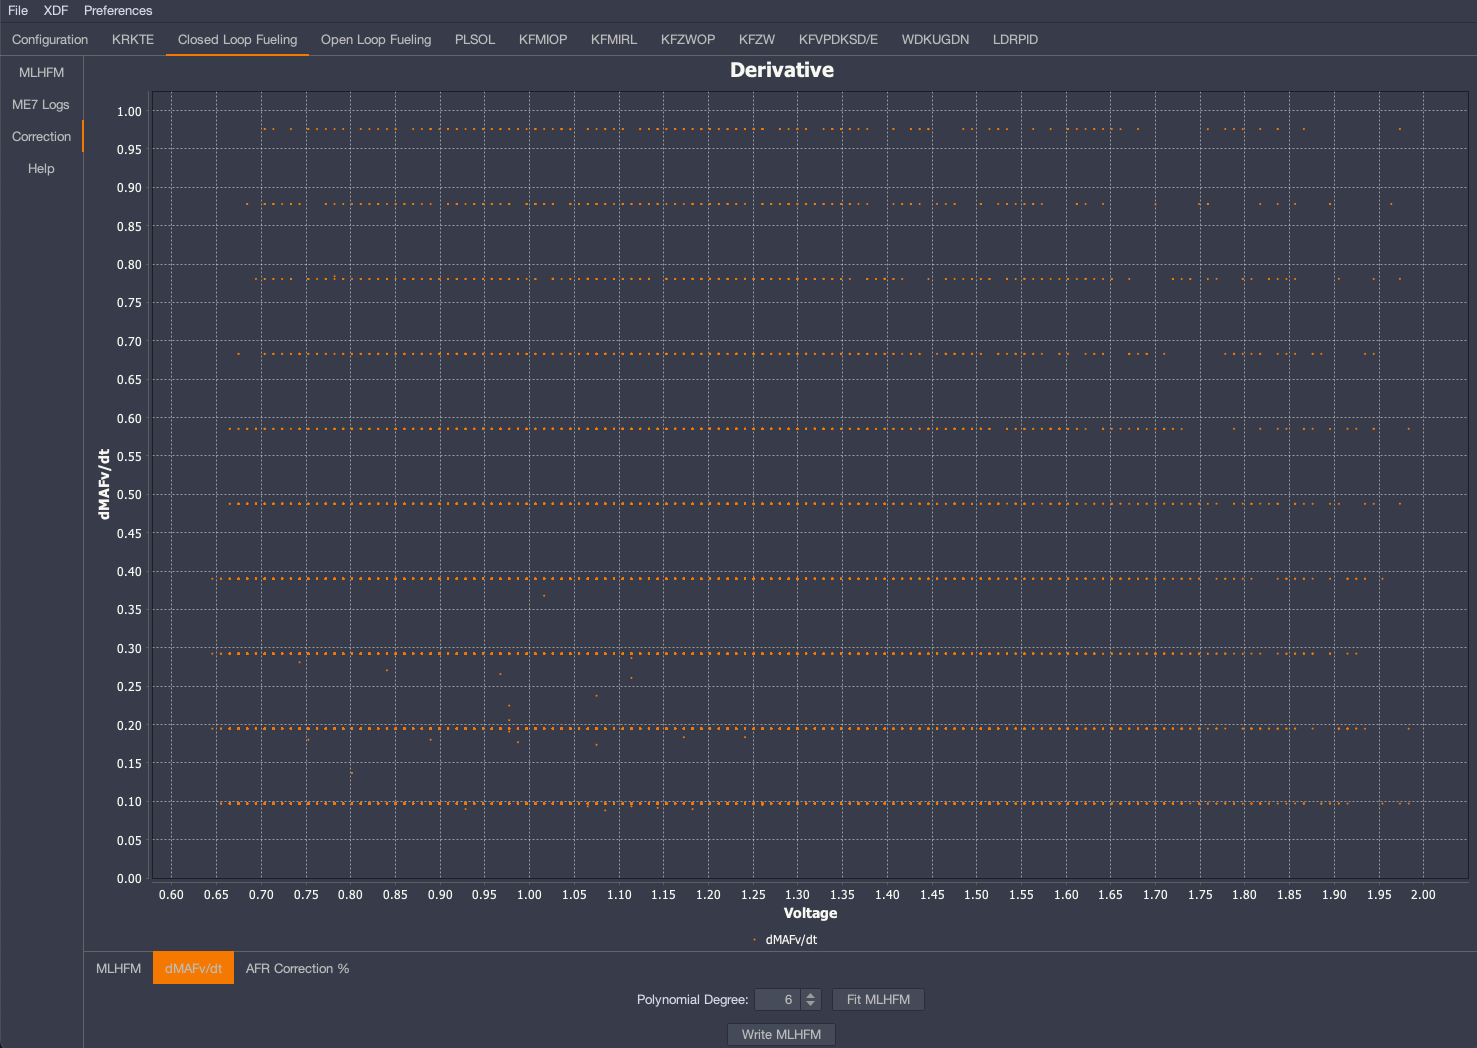 File XDF Preferences
Configuration KRKTE Closed Loop Fueling Open Loop Fueling PLSOL KFMIOP KFMIRL KFZWOP KFZW KFVPDKSD/E WDKUGDN LDRPID
MLHFM
ME7 Logs
Correction
Help
Derivative
1.00
0.95
0.90
0.85
0.80
0.75
0.70
0.65
0.60
0.55
0.50
0.45
0.40
0.35
0.30
0.25
0.20
0.15
0.10
0.05
0.00
dMAFv/dt
0.60 0.65 0.70 0.75 0.80 0.85 0.90 0.95 1.00 1.05 1.10 1.15 1.20 1.25 1.30 1.35 1.40 1.45 1.50 1.55 1.60 1.65 1.70 1.75 1.80 1.85 1.90 1.95 2.00
Voltage
dMAFv/dt
MLHFM dMAFv/dt AFR Correction %
Polynomial Degree: 6 Fit MLHFM
Write MLHFM